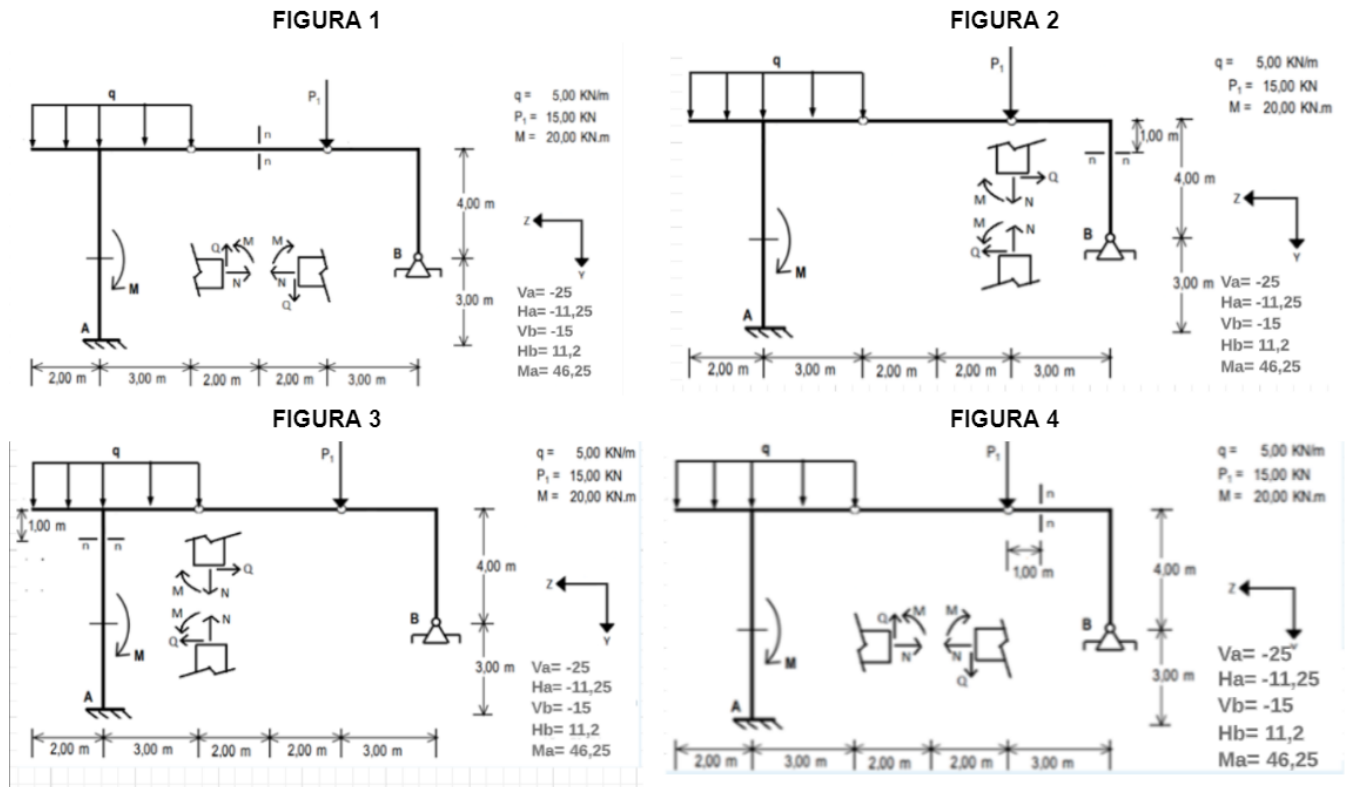 FIGURA 1
q
P₁
n
n
q = 5,00 KN/m
P₁ = 15,00 KN
M = 20,00 KN.m
4,00 m
Z
Y
Q M M
N N
Q
B
M
3,00 m
A
Va= -25
Ha= -11,25
Vb= -15
Hb= 11,2
Ma= 46,25
2,00 m 3,00 m 2,00 m 2,00 m 3,00 m
FIGURA 2
q
P₁
q = 5,00 KN/m
P₁ = 15,00 KN
M = 20,00 KN.m
1,00 m
n n
4,00 m
Q
M N
Z
M N
Q
B
Y
M
3,00 m
A
Va= -25
Ha= -11,25
Vb= -15
Hb= 11,2
Ma= 46,25
2,00 m 3,00 m 2,00 m 2,00 m 3,00 m
FIGURA 3
q
P₁
q = 5,00 KN/m
P₁ = 15,00 KN
M = 20,00 KN.m
1,00 m
n n
4,00 m
Q
M N
Z
M N
Q
B
Y
M
3,00 m
A
Va= -25
Ha= -11,25
Vb= -15
Hb= 11,2
Ma= 46,25
2,00 m 3,00 m 2,00 m 2,00 m 3,00 m
FIGURA 4
q
P₁
q = 5,00 KN/m
P₁ = 15,00 KN
M = 20,00 KN.m
n
n
1,00 m
4,00 m
Z
Q M M
N N
Q
B
M
3,00 m
A
Va= -25
Ha= -11,25
Vb= -15
Hb= 11,2
Ma= 46,25
2,00 m 3,00 m 2,00 m 2,00 m 3,00 m